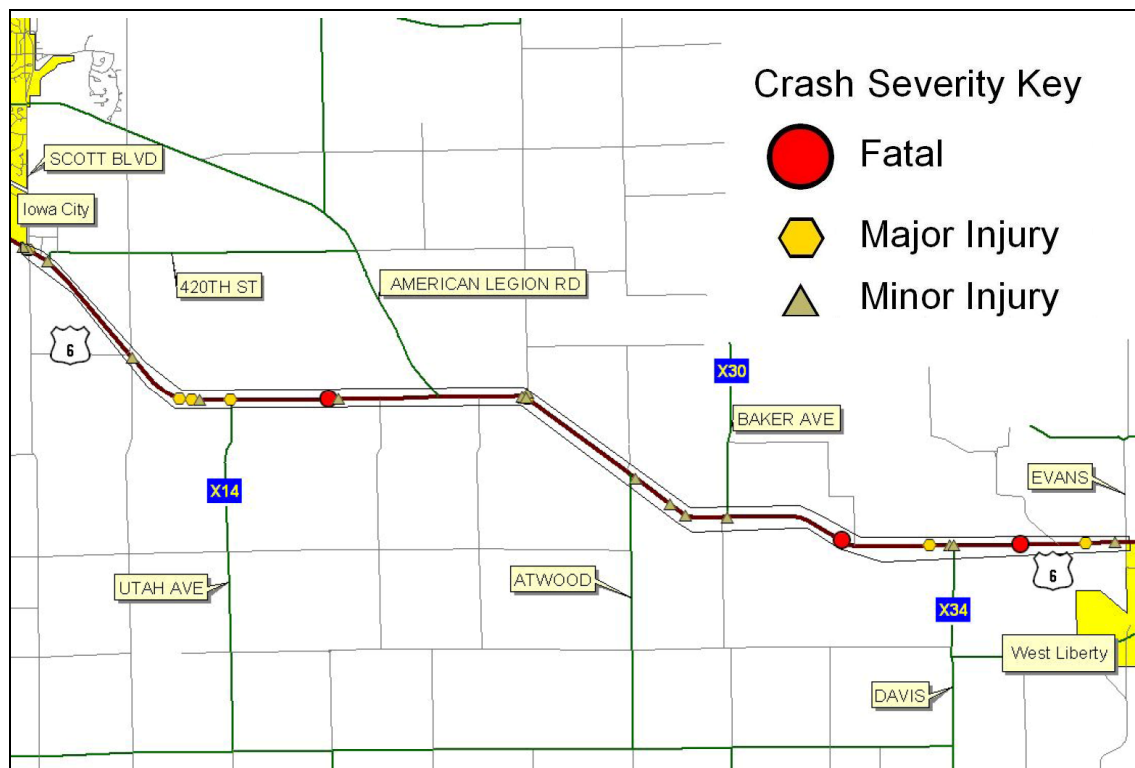 Crash Severity Key
Fatal
Major Injury
Minor Injury
SCOTT BLVD
Iowa City
420TH ST
AMERICAN LEGION RD
6
X30
BAKER AVE
EVANS
X14
UTAH AVE
ATWOOD
6
X34
West Liberty
DAVIS